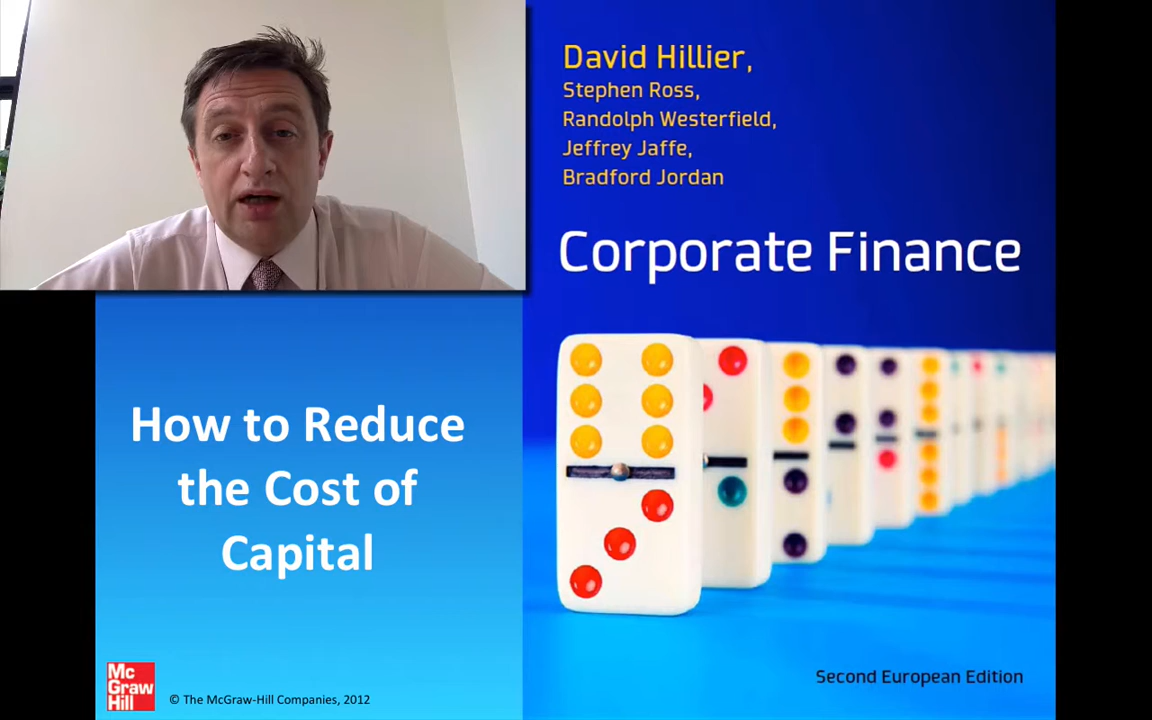 David Hillier,
Stephen Ross,
Randolph Westerfield,
Jeffrey Jaffe,
Bradford Jordan
Corporate Finance
How to Reduce
the Cost of
Capital
Second European Edition
Mc
Graw
Hill
© The McGraw-Hill Companies, 2012